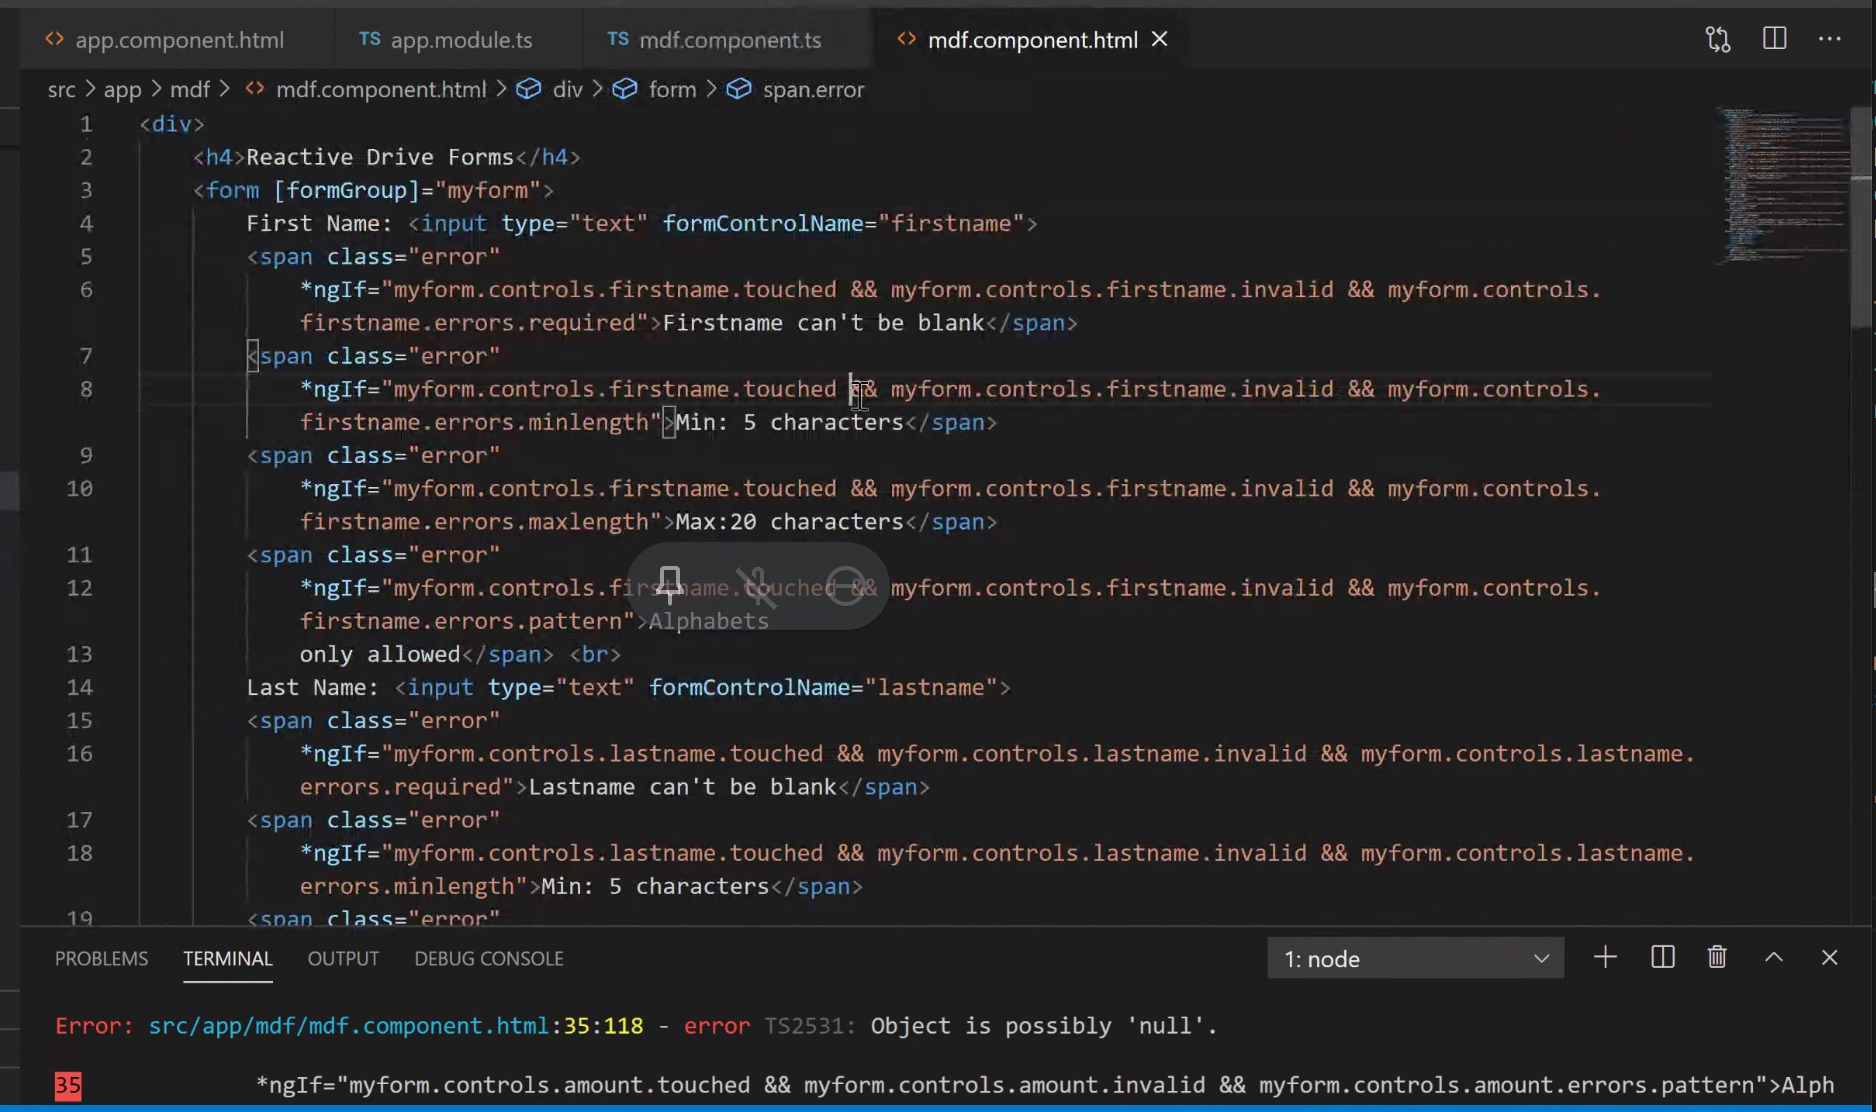 app.component.html TS app.module.ts TS mdf.component.ts mdf.component.html
src > app > mdf > mdf.component.html > div > form > span.error
1 <div>
2 <h4>Reactive Drive Forms</h4>
3 <form [formGroup]="myform">
4 First Name: <input type="text" formControlName="firstname">
5 <span class="error"
6 *ngIf="myform.controls.firstname.touched && myform.controls.firstname.invalid && myform.controls.
firstname.errors.required">Firstname can't be blank</span>
7 <span class="error"
8 *ngIf="myform.controls.firstname.touched && myform.controls.firstname.invalid && myform.controls.
firstname.errors.minlength">Min: 5 characters</span>
9 <span class="error"
10 *ngIf="myform.controls.firstname.touched && myform.controls.firstname.invalid && myform.controls.
firstname.errors.maxlength">Max:20 characters</span>
11 <span class="error"
12 *ngIf="myform.controls.firstname.touched && myform.controls.firstname.invalid && myform.controls.
firstname.errors.pattern">Alphabets
13 only allowed</span> <br>
14 Last Name: <input type="text" formControlName="lastname">
15 <span class="error"
16 *ngIf="myform.controls.lastname.touched && myform.controls.lastname.invalid && myform.controls.lastname.
errors.required">Lastname can't be blank</span>
17 <span class="error"
18 *ngIf="myform.controls.lastname.touched && myform.controls.lastname.invalid && myform.controls.lastname.
errors.minlength">Min: 5 characters</span>
19 <span class="error"
PROBLEMS TERMINAL OUTPUT DEBUG CONSOLE 1: node
Error: src/app/mdf/mdf.component.html:35:118 - error TS2531: Object is possibly 'null'.
35 *ngIf="myform.controls.amount.touched && myform.controls.amount.invalid && myform.controls.amount.errors.pattern">Alph